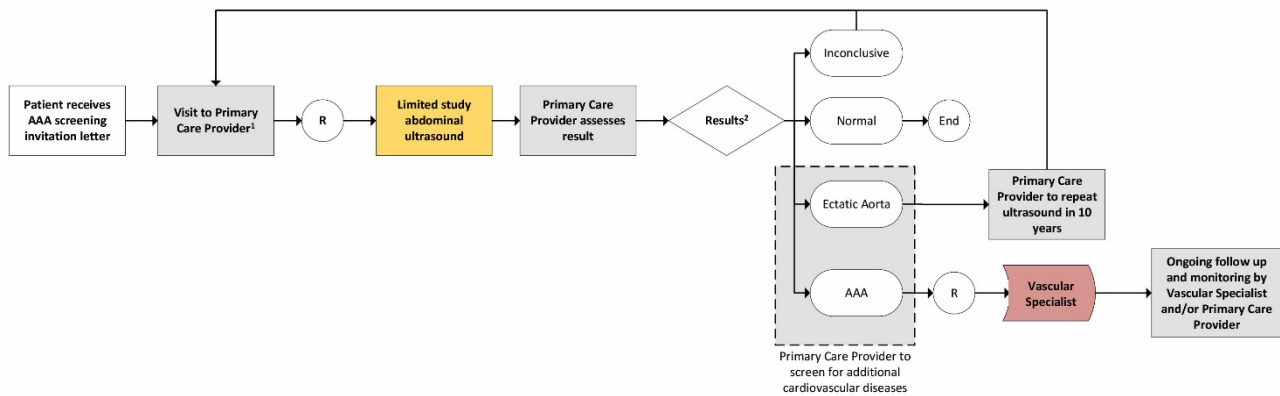 Patient receives
AAA screening
invitation letter
Visit to Primary
Care Provider¹
R
Limited study
abdominal
ultrasound
Primary Care
Provider assesses
result
Results²
Inconclusive
Normal
End
Ectatic Aorta
Primary Care
Provider to repeat
ultrasound in 10
years
AAA
R
Vascular
Specialist
Ongoing follow up
and monitoring by
Vascular Specialist
and/or Primary Care
Provider
Primary Care Provider to
screen for additional
cardiovascular diseases